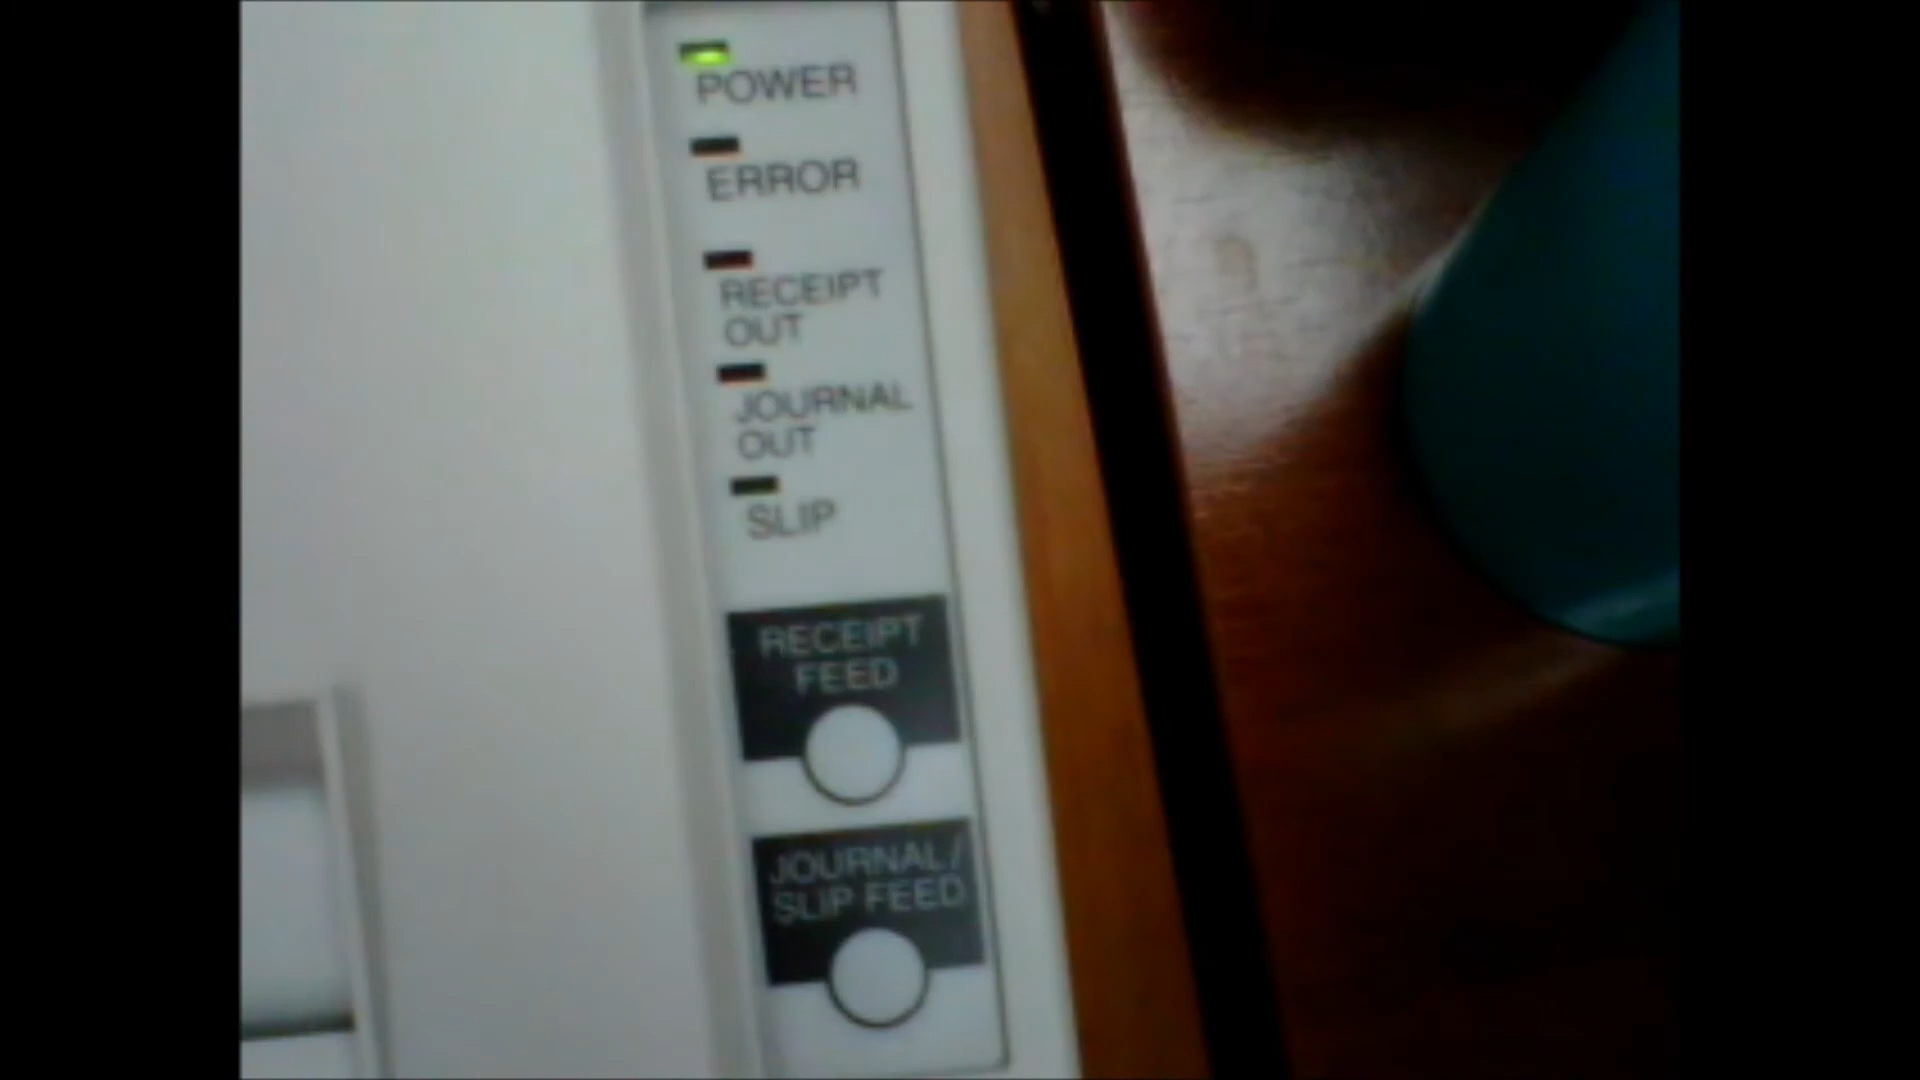 POWER
ERROR
RECEIPT
OUT
JOURNAL
OUT
SLIP
RECEIPT
FEED
JOURNAL/
SLIP FEED